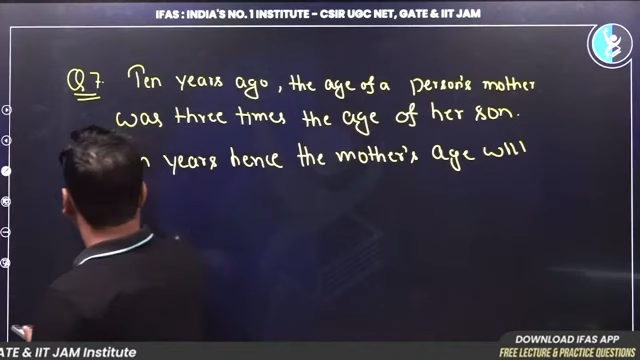 IFAS : INDIA'S NO. 1 INSTITUTE – CSIR UGC NET, GATE & IIT JAM
Q7. Ten years ago, the age of a person's mother
was three times the age of her son.
years hence the mother's age will
DOWNLOAD IFAS APP
GATE & IIT JAM Institute
FREE LECTURE & PRACTICE QUESTIONS